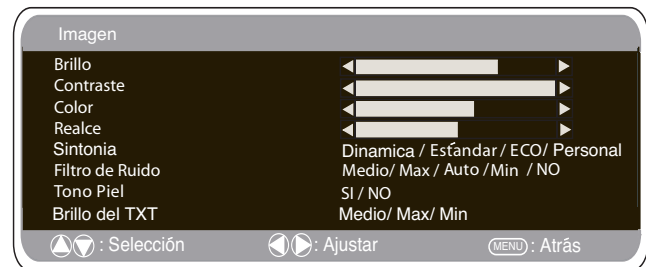 Imagen
Brillo
Contraste
Color
Realce
Sintonia Dinamica / Estandar / ECO/ Personal
Filtro de Ruido Medio/ Max / Auto /Min / NO
Tono Piel SI / NO
Brillo del TXT Medio/ Max/ Min
: Selección : Ajustar MENU : Atrás